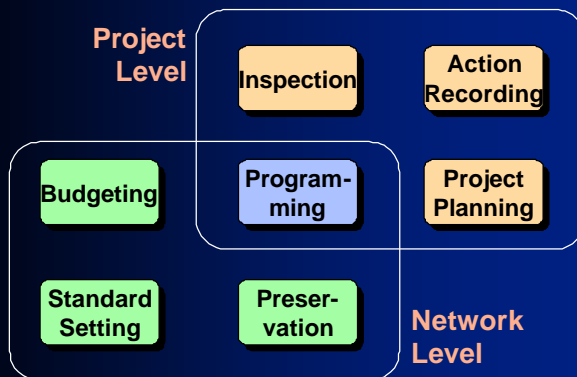 Project
Level
Inspection
Action
Recording
Budgeting
Program-
ming
Project
Planning
Standard
Setting
Preser-
vation
Network
Level